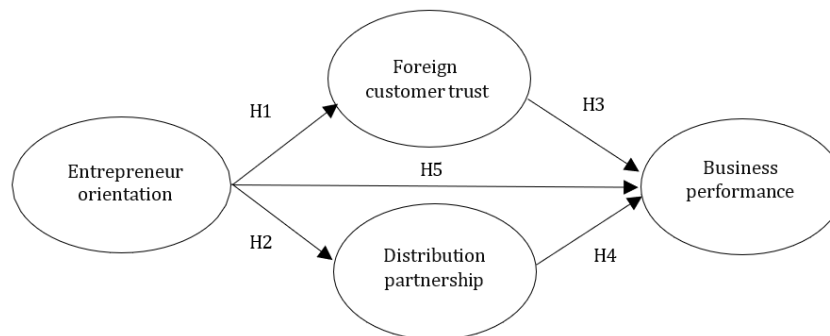 Foreign
customer trust
H1
H3
Entrepreneur
orientation
H5
Business
performance
H2
Distribution
partnership
H4